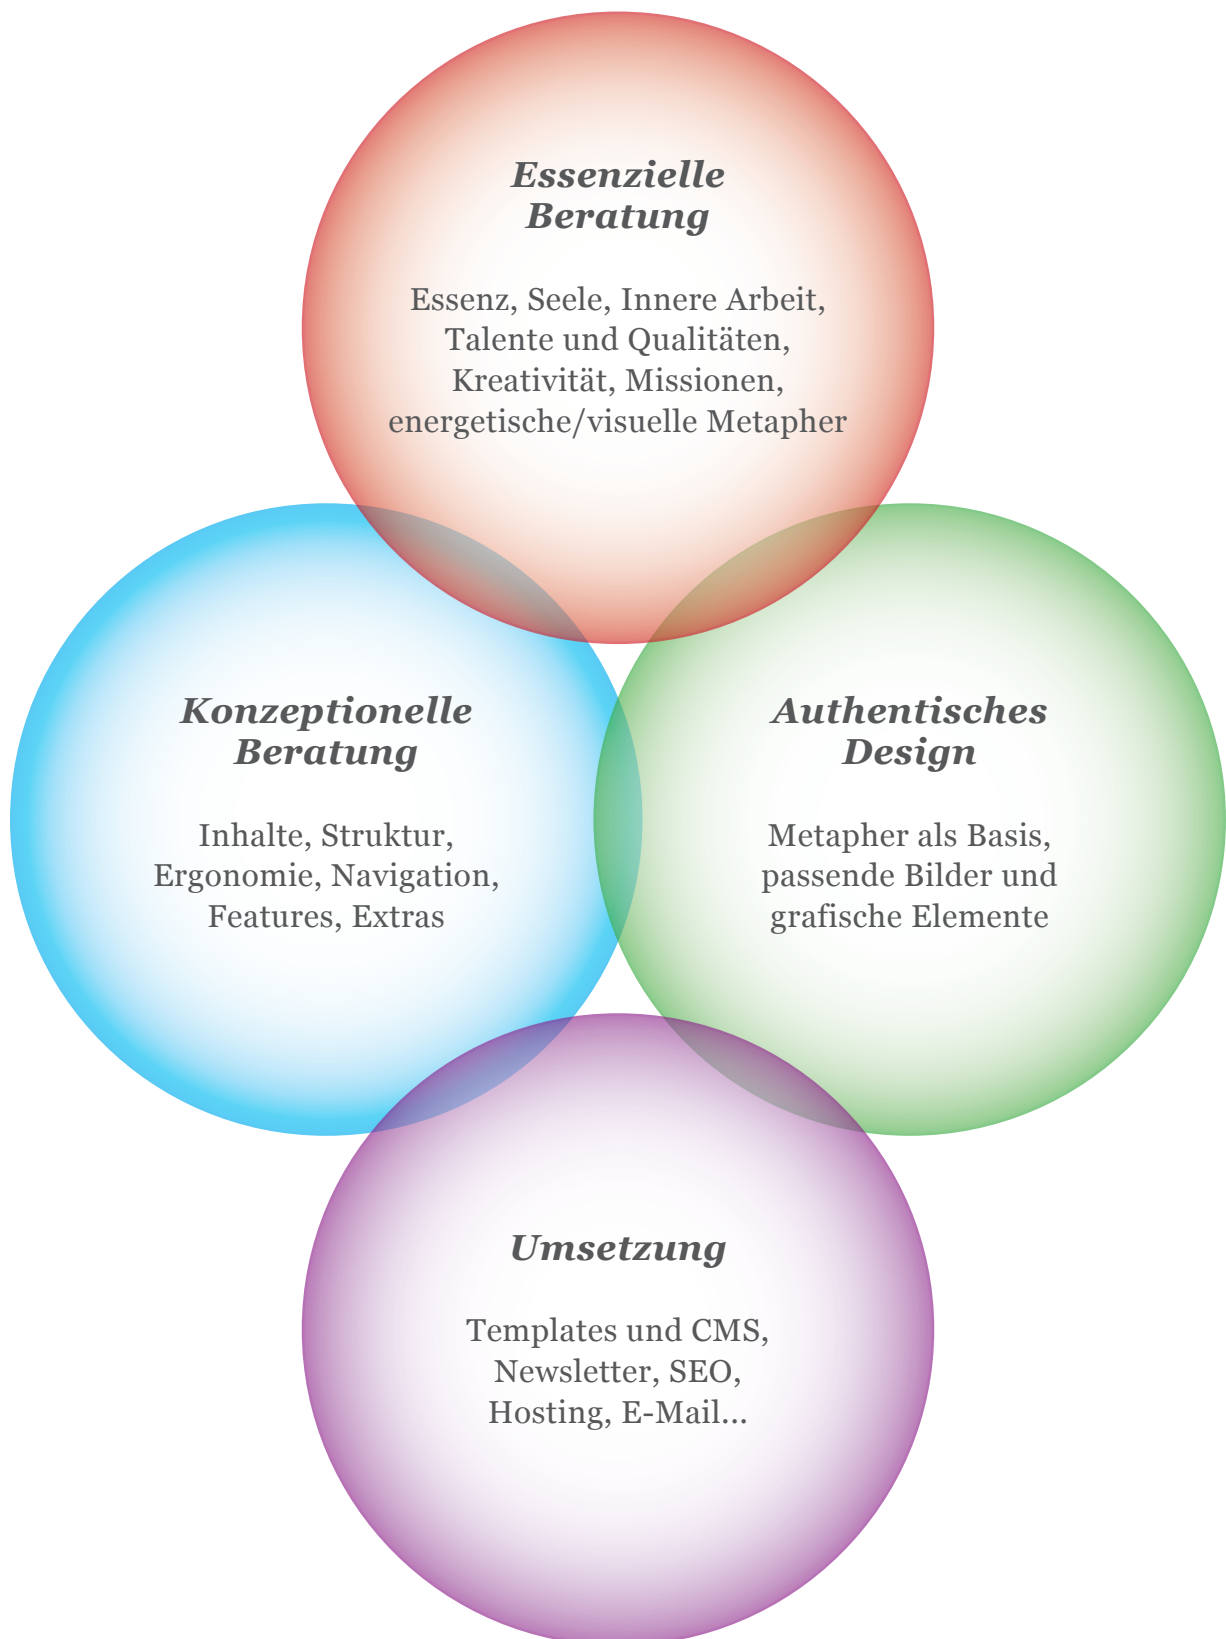 Essenzielle
Beratung
Essenz, Seele, Innere Arbeit,
Talente und Qualitäten,
Kreativität, Missionen,
energetische/visuelle Metapher
Konzeptionelle
Beratung
Inhalte, Struktur,
Ergonomie, Navigation,
Features, Extras
Authentisches
Design
Metapher als Basis,
passende Bilder und
grafische Elemente
Umsetzung
Templates und CMS,
Newsletter, SEO,
Hosting, E-Mail...